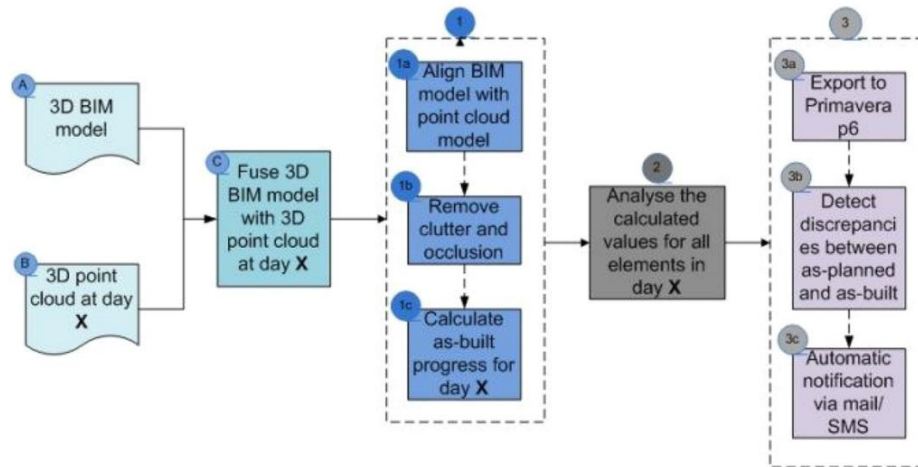 A
3D BIM
model
B
3D point
cloud at day
X
C
Fuse 3D
BIM model
with 3D
point cloud
at day X
1
1a
Align BIM
model with
point cloud
model
1b
Remove
clutter and
occlusion
1c
Calculate
as-built
progress for
day X
2
Analyse the
calculated
values for all
elements in
day X
3
3a
Export to
Primavera
p6
3b
Detect
discrepanci
es between
as-planned
and as-built
3c
Automatic
notification
via mail/
SMS